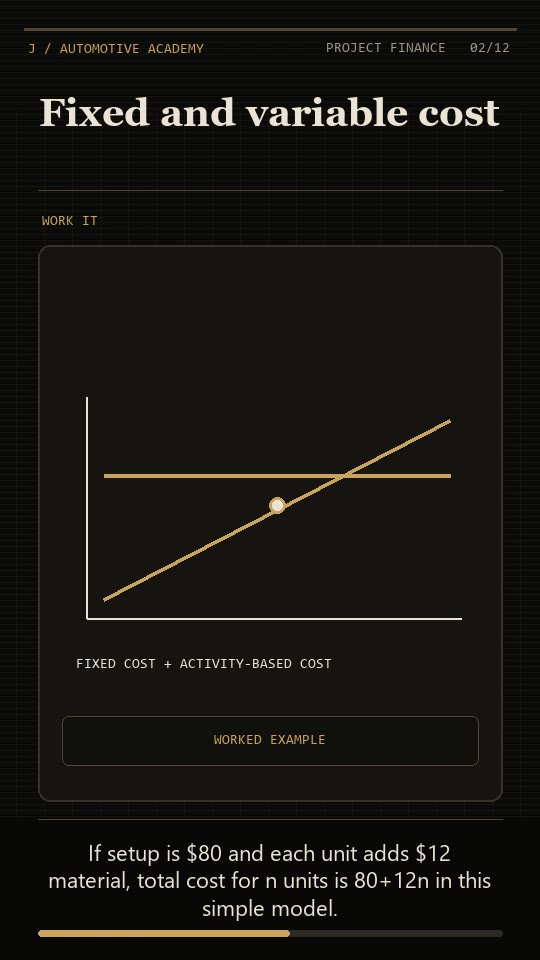 J / AUTOMOTIVE ACADEMY
PROJECT FINANCE 02/12
Fixed and variable cost
WORK IT
FIXED COST + ACTIVITY-BASED COST
WORKED EXAMPLE
If setup is $80 and each unit adds $12
material, total cost for n units is 80+12n in this
simple model.